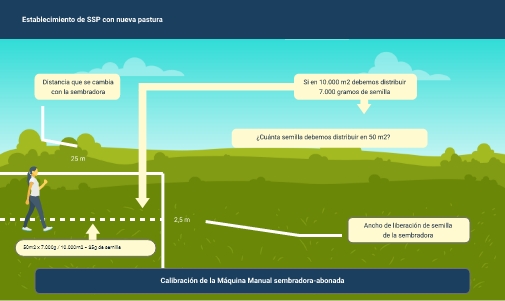 Establecimiento de SSP con nueva pastura
Distancia que se cambia
con la sembradora
Si en 10.000 m2 debemos distribuir
7.000 gramos de semilla
¿Cuánta semilla debemos distribuir en 50 m2?
25 m
2,5 m
Ancho de liberación de semilla
de la sembradora
50m2 x 7.000g / 10.000m2 = 35g de semilla
Calibración de la Máquina Manual sembradora-abonada